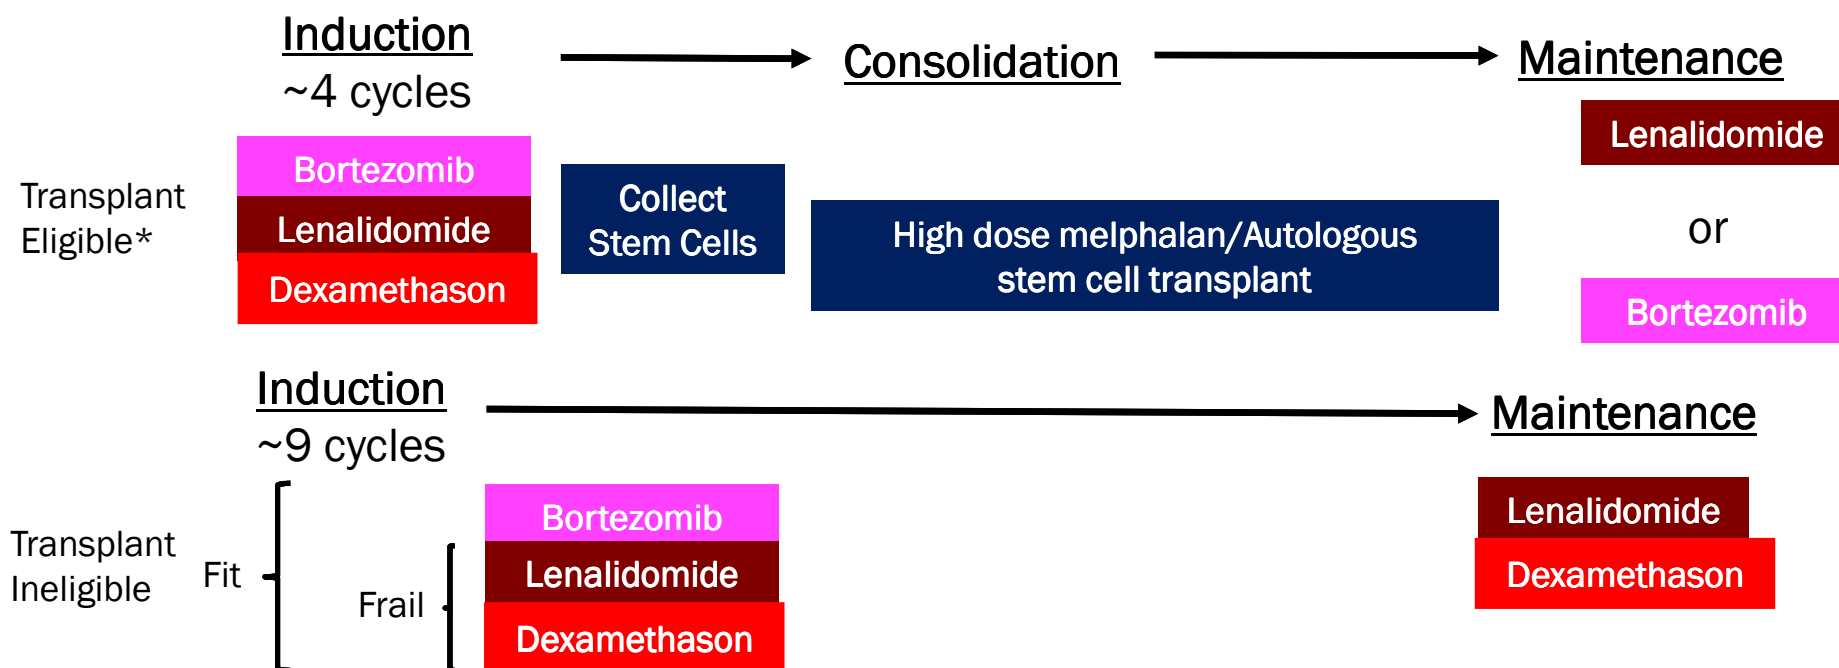 Induction
~4 cycles
Consolidation
Maintenance
Transplant
Eligible*
Bortezomib
Lenalidomide
Dexamethason
Collect
Stem Cells
High dose melphalan/Autologous
stem cell transplant
Lenalidomide
or
Bortezomib
Induction
~9 cycles
Maintenance
Transplant
Ineligible
Fit
Frail
Bortezomib
Lenalidomide
Dexamethason
Lenalidomide
Dexamethason